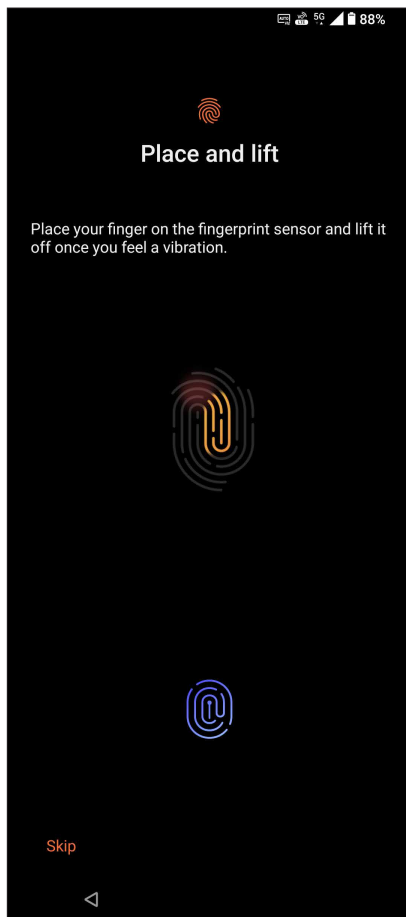 5G 88%
Place and lift
Place your finger on the fingerprint sensor and lift it
off once you feel a vibration.
Skip